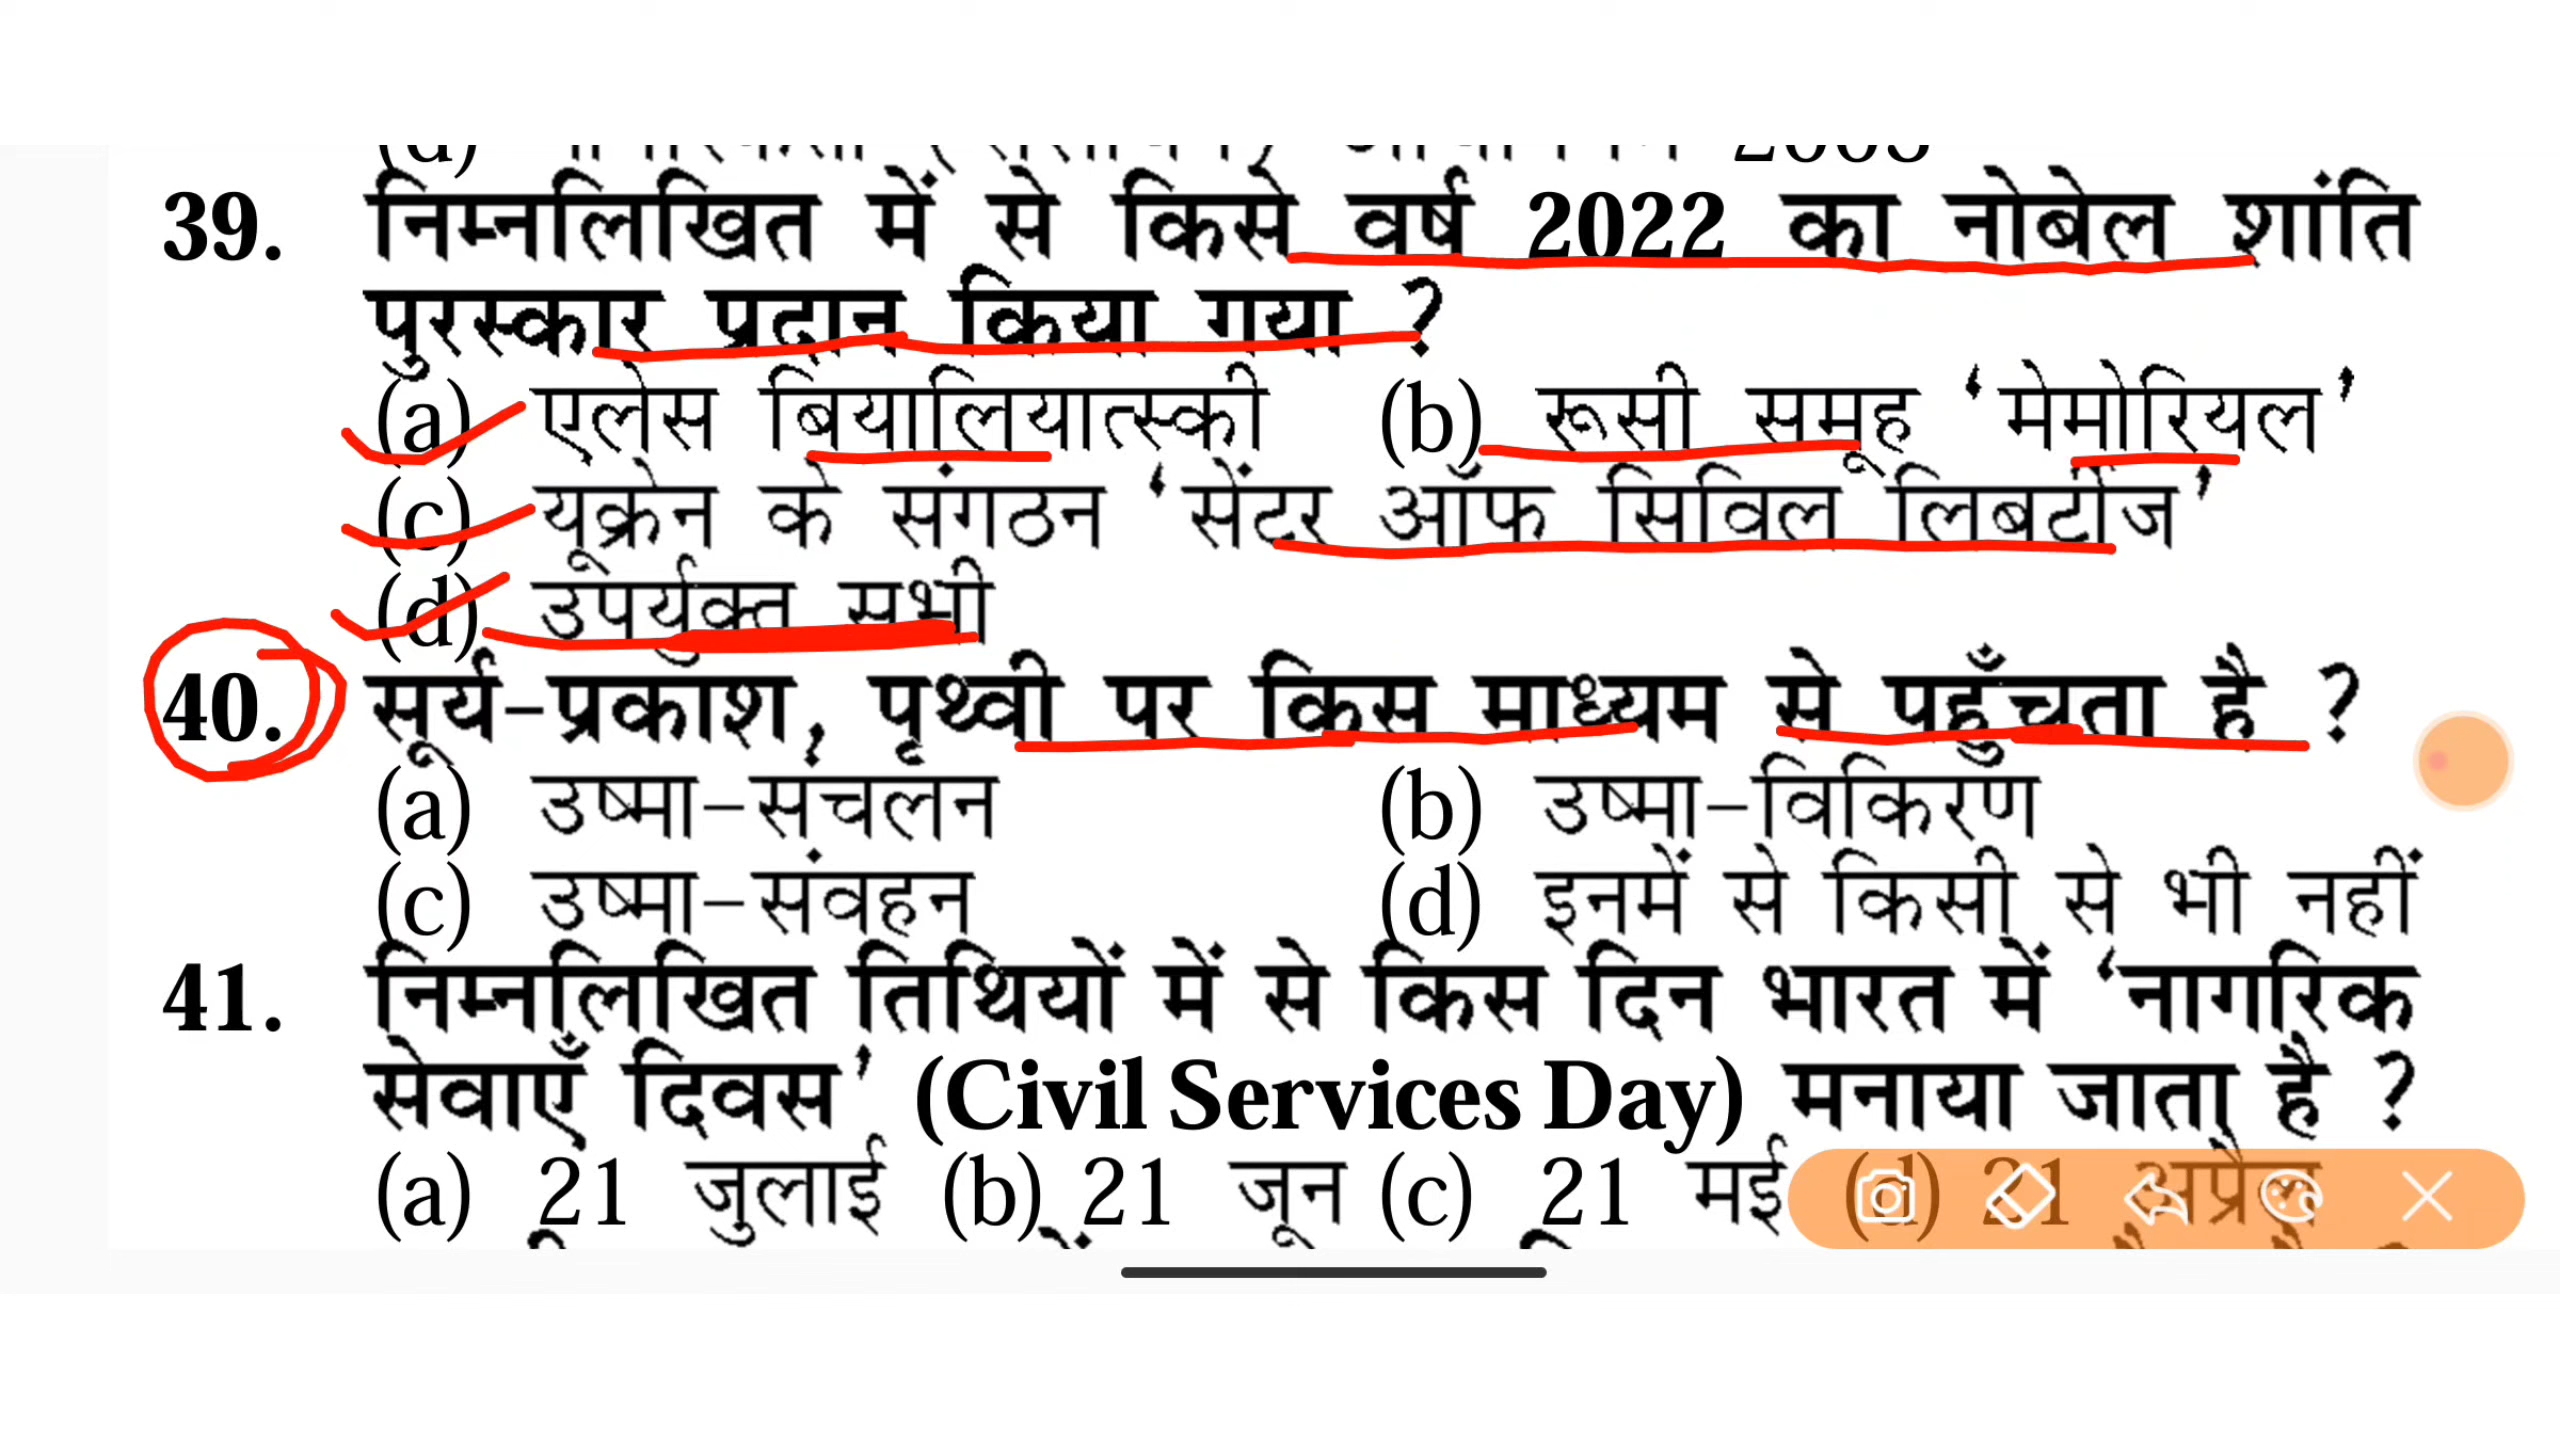 39. निम्नलिखित में से किसे वर्ष 2022 का नोबेल शांति
पुरस्कार प्रदान किया गया ?
(a) एलेस बियालियात्स्की (b) रूसी समूह ‘मेमोरियल’
(c) यूक्रेन के संगठन ‘सेंटर ऑफ सिविल लिबर्टीज’
(d) उपर्युक्त सभी
40. सूर्य-प्रकाश, पृथ्वी पर किस माध्यम से पहुँचता है ?
(a) उष्मा-संचलन (b) उष्मा-विकिरण
(c) उष्मा-संवहन (d) इनमें से किसी से भी नहीं
41. निम्नलिखित तिथियों में से किस दिन भारत में ‘नागरिक
सेवाएँ दिवस’ (Civil Services Day) मनाया जाता है ?
(a) 21 जुलाई (b) 21 जून (c) 21 मई (d) 21 अप्रैल